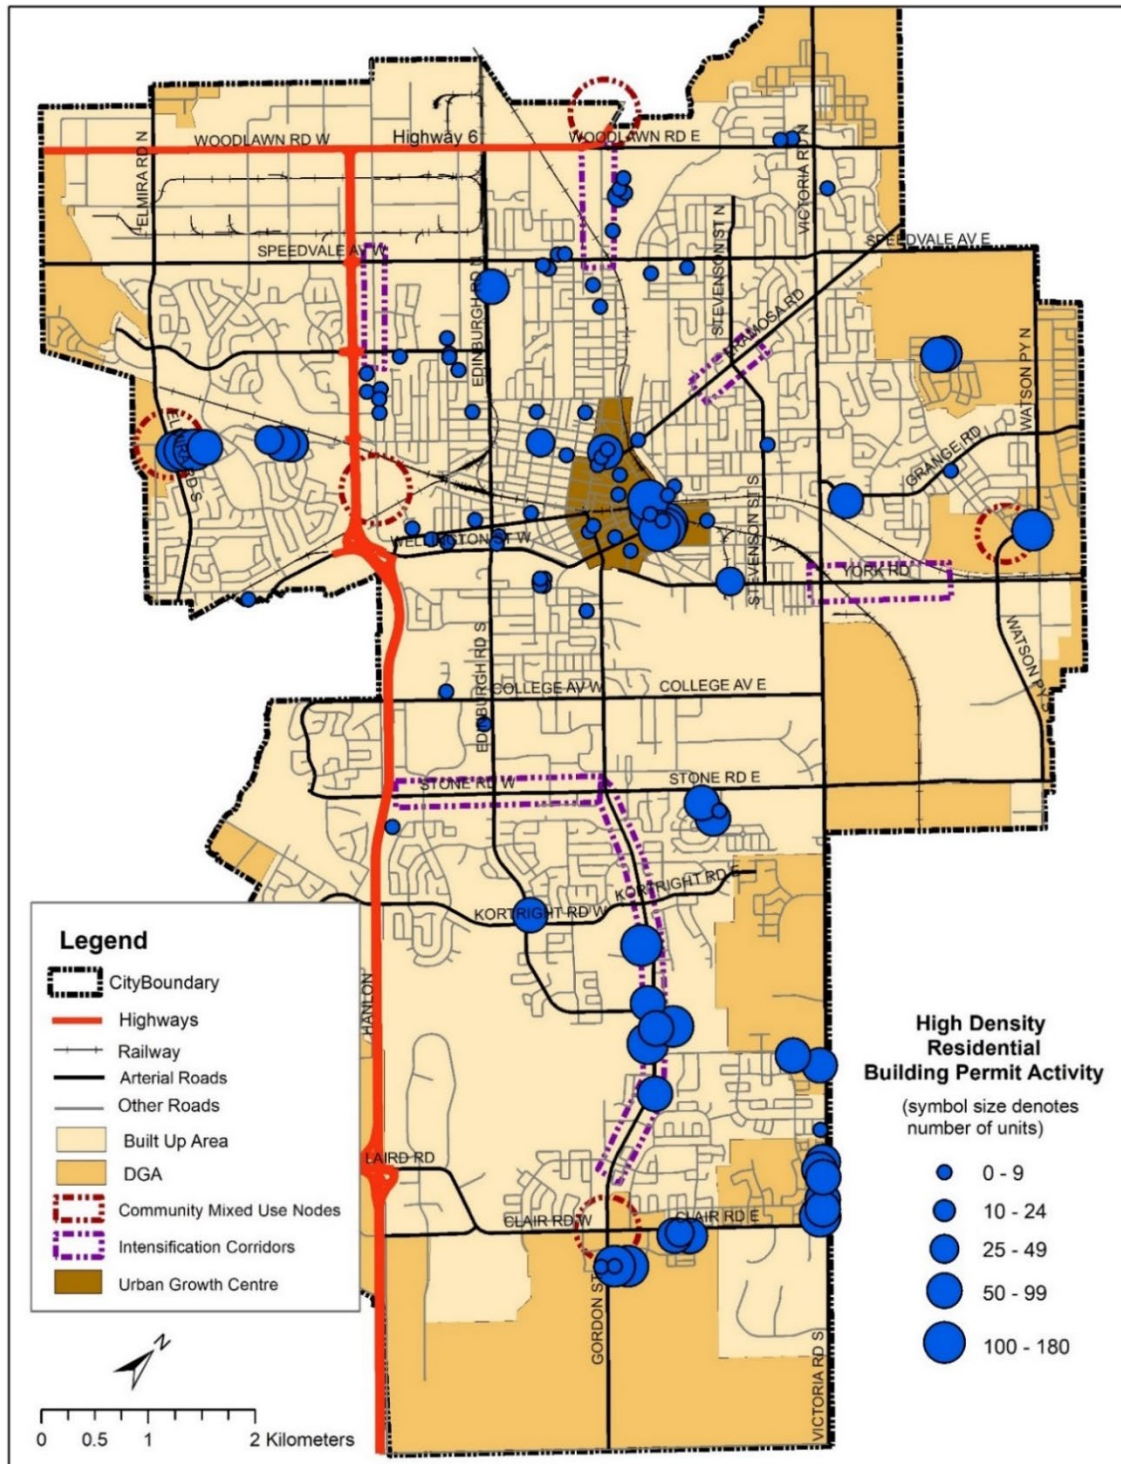 WOODLAWN RD W
Highway 6
WOODLAWN RD E
ELMIRA RD N
VICTORIA RD N
SPEEDVALE AV W
SPEEDVALE AV E
EDINBURGH RD N
STEVENSON ST N
ERAMOSA RD
WATSON PY N
GRANGE RD
ELMIRA RD S
WELLINGTON ST W
STEVENSON ST S
YORK RD
WATSON PY S
EDINBURGH RD S
COLLEGE AV W
COLLEGE AV E
STONE RD W
STONE RD E
KORTRIGHT RD E
KORTRIGHT RD W
HANLON
LAIRD RD
CLAIR RD W
CLAIR RD E
GORDON ST
VICTORIA RD S
Legend
CityBoundary
Highways
Railway
Arterial Roads
Other Roads
Built Up Area
DGA
Community Mixed Use Nodes
Intensification Corridors
Urban Growth Centre
High Density
Residential
Building Permit Activity
(symbol size denotes
number of units)
0 - 9
10 - 24
25 - 49
50 - 99
100 - 180
N
0 0.5 1 2 Kilometers